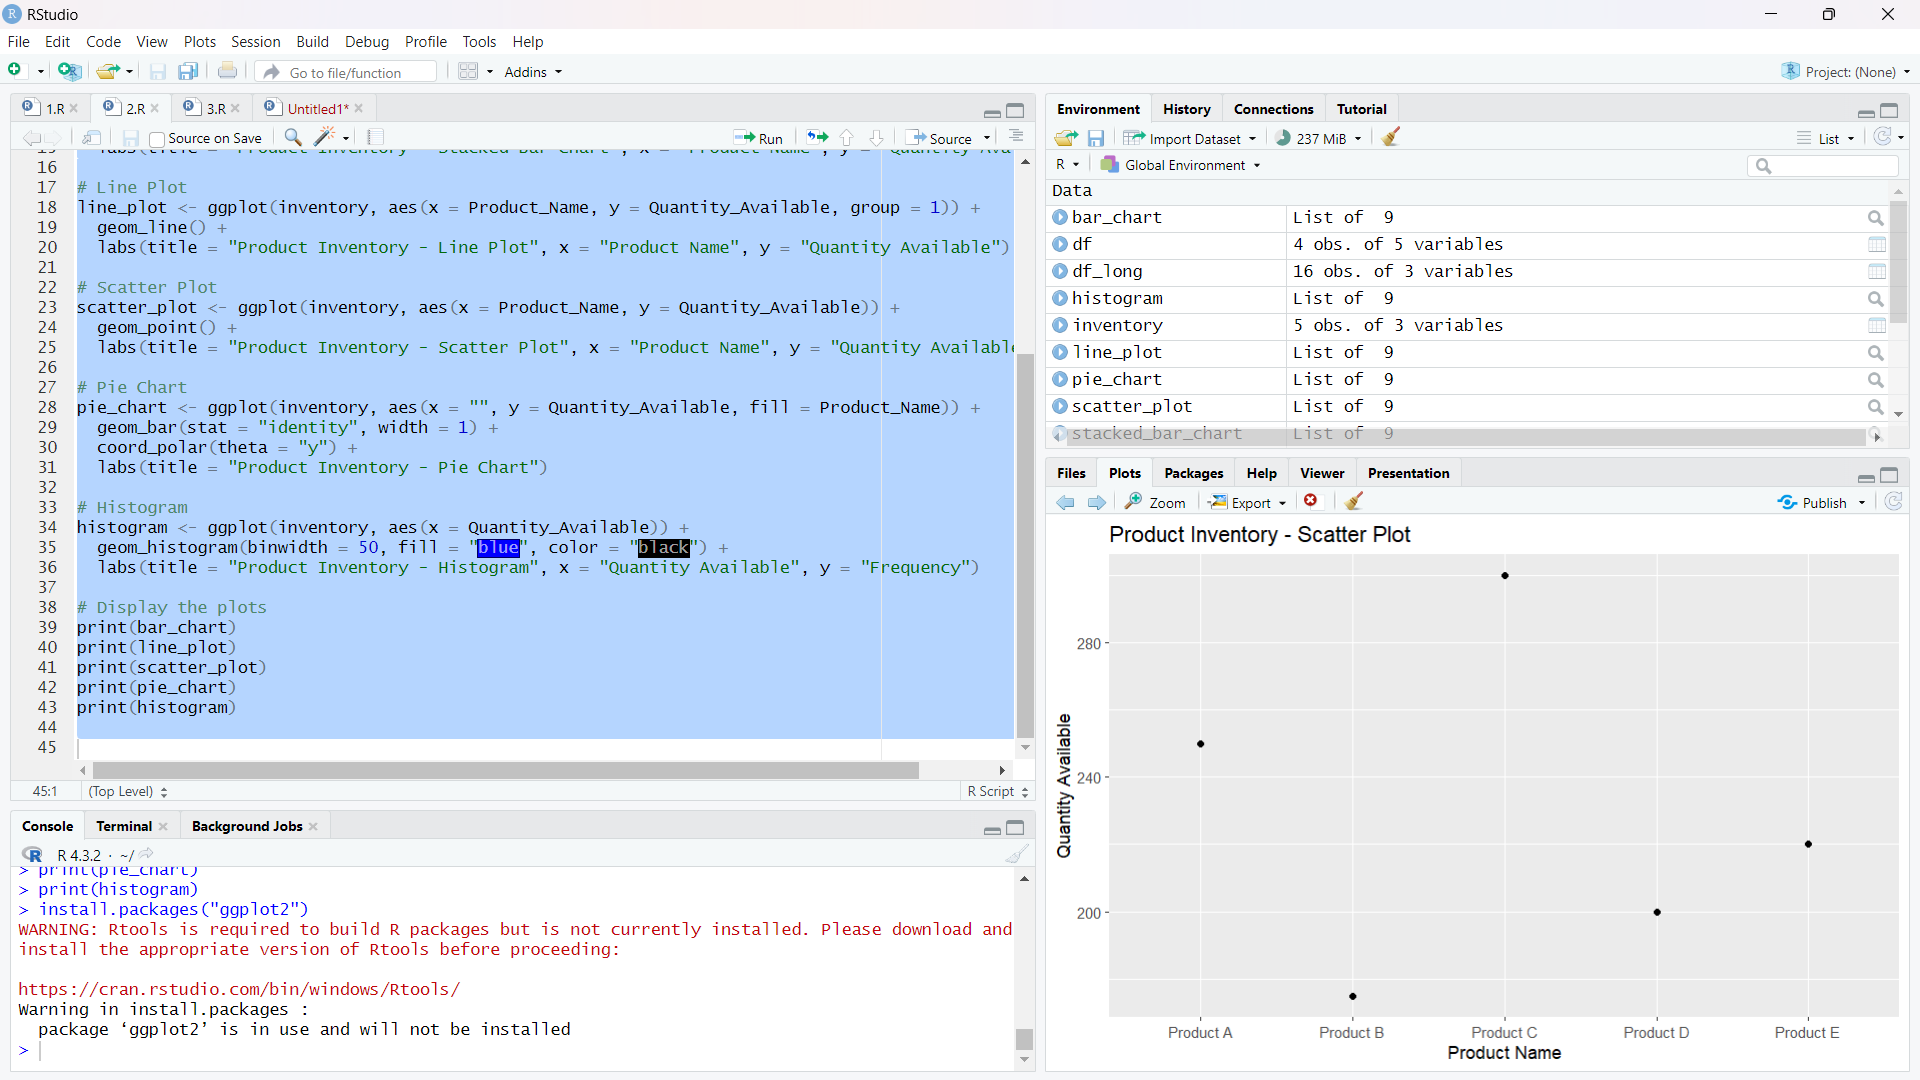 RStudio
File Edit Code View Plots Session Build Debug Profile Tools Help
Go to file/function Addins Project: (None)
1.R 2.R 3.R Untitled1*
Source on Save Run Source
16
17 # Line Plot
18 line_plot <- ggplot(inventory, aes(x = Product_Name, y = Quantity_Available, group = 1)) +
19 geom_line() +
20 labs(title = "Product Inventory - Line Plot", x = "Product Name", y = "Quantity Available")
21
22 # Scatter Plot
23 scatter_plot <- ggplot(inventory, aes(x = Product_Name, y = Quantity_Available)) +
24 geom_point() +
25 labs(title = "Product Inventory - Scatter Plot", x = "Product Name", y = "Quantity Availabl
26
27 # Pie Chart
28 pie_chart <- ggplot(inventory, aes(x = "", y = Quantity_Available, fill = Product_Name)) +
29 geom_bar(stat = "identity", width = 1) +
30 coord_polar(theta = "y") +
31 labs(title = "Product Inventory - Pie Chart")
32
33 # Histogram
34 histogram <- ggplot(inventory, aes(x = Quantity_Available)) +
35 geom_histogram(binwidth = 50, fill = "blue", color = "black") +
36 labs(title = "Product Inventory - Histogram", x = "Quantity Available", y = "Frequency")
37
38 # Display the plots
39 print(bar_chart)
40 print(line_plot)
41 print(scatter_plot)
42 print(pie_chart)
43 print(histogram)
44
45
45:1 (Top Level) R Script
Console Terminal Background Jobs
R 4.3.2 · ~/
> print(pie_chart)
> print(histogram)
> install.packages("ggplot2")
WARNING: Rtools is required to build R packages but is not currently installed. Please download and
install the appropriate version of Rtools before proceeding:
https://cran.rstudio.com/bin/windows/Rtools/
Warning in install.packages :
package ‘ggplot2’ is in use and will not be installed
>
Environment History Connections Tutorial
Import Dataset 237 MiB List
R Global Environment
Data
bar_chart List of 9
df 4 obs. of 5 variables
df_long 16 obs. of 3 variables
histogram List of 9
inventory 5 obs. of 3 variables
line_plot List of 9
pie_chart List of 9
scatter_plot List of 9
stacked_bar_chart List of 9
Files Plots Packages Help Viewer Presentation
Zoom Export Publish
Product Inventory - Scatter Plot
Quantity Available
280
240
200
Product A Product B Product C Product D Product E
Product Name